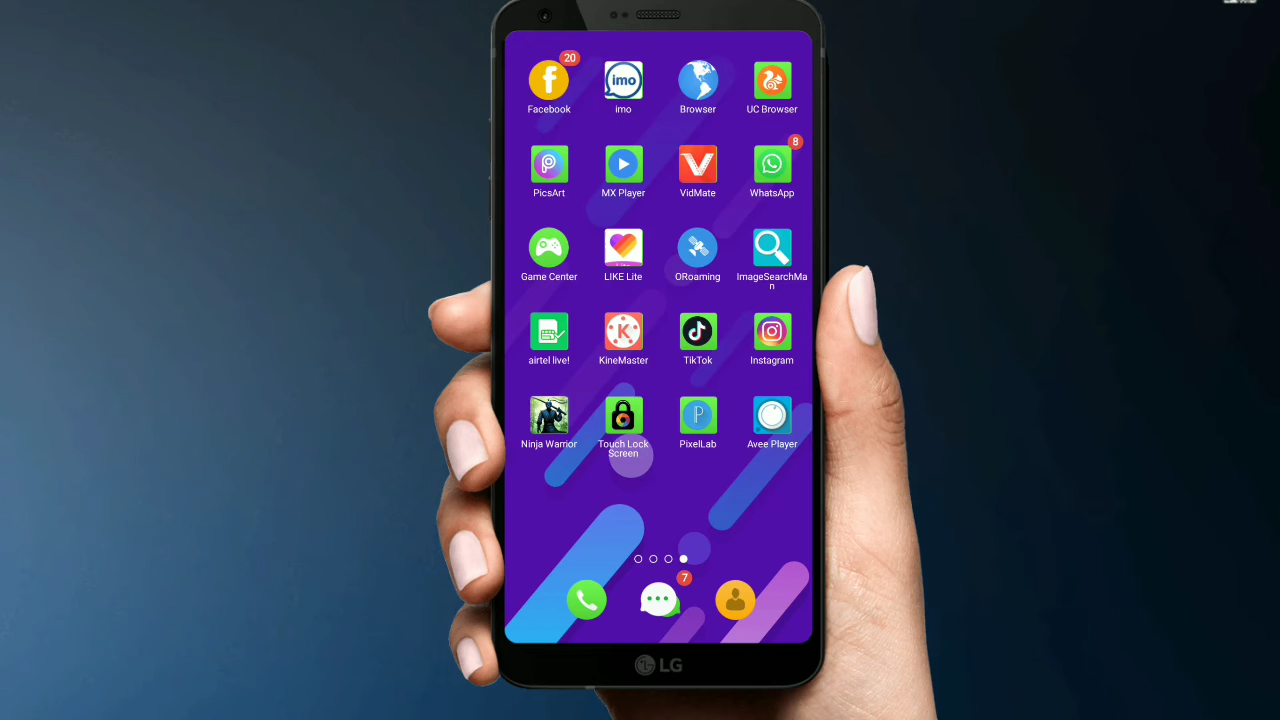 20
Facebook
imo
imo
Browser
UC Browser
PicsArt
MX Player
VidMate
8
WhatsApp
Game Center
LIKE Lite
ORoaming
ImageSearchMa
n
airtel live!
K
KineMaster
TikTok
Instagram
Ninja Warrior
Touch Lock
Screen
P
PixelLab
Avee Player
7
LG